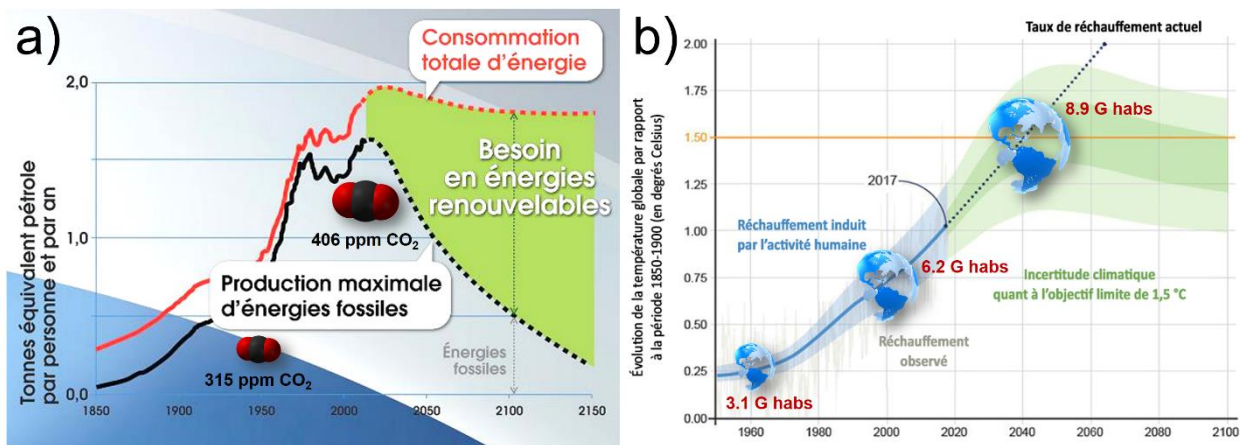 a)
Consommation
totale d'énergie
Tonnes équivalent pétrole
par personne et par an
2,0
1,0
0,0
Besoin
en énergies
renouvelables
406 ppm CO₂
Production maximale
d'énergies fossiles
315 ppm CO₂
Énergies
fossiles
1850 1900 1950 2000 2050 2100 2150
b)
Taux de réchauffement actuel
Évolution de la température globale par rapport
à la période 1850-1900 (en degrés Celsius)
2.00
1.75
1.50
1.25
1.00
0.75
0.50
0.25
0.00
8.9 G habs
2017
Réchauffement induit
par l'activité humaine
6.2 G habs
Incertitude climatique
quant à l'objectif limite de 1,5 °C
Réchauffement
observé
3.1 G habs
1960 1980 2000 2020 2040 2060 2080 2100